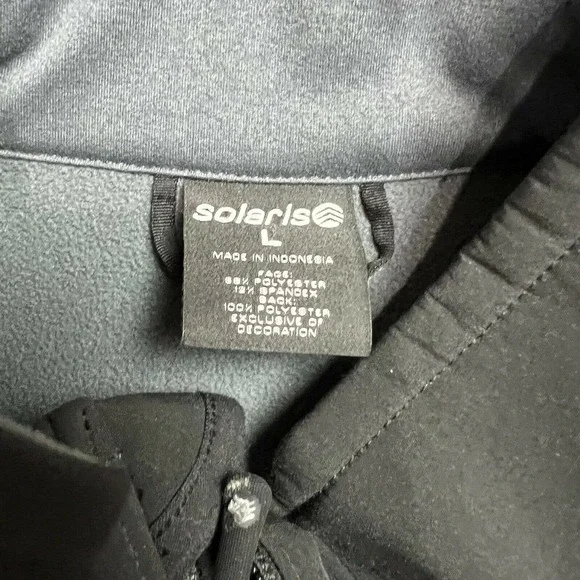 solaris
L
MADE IN INDONESIA
FACE:
88% POLYESTER
12% SPANDEX
BACK:
100% POLYESTER
EXCLUSIVE OF
DECORATION